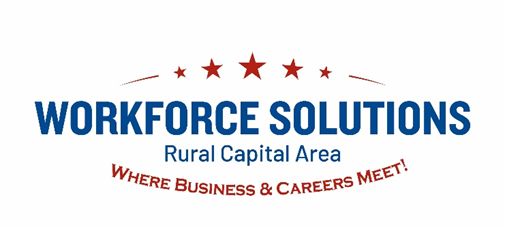 WORKFORCE SOLUTIONS
Rural Capital Area
WHERE BUSINESS & CAREERS MEET!